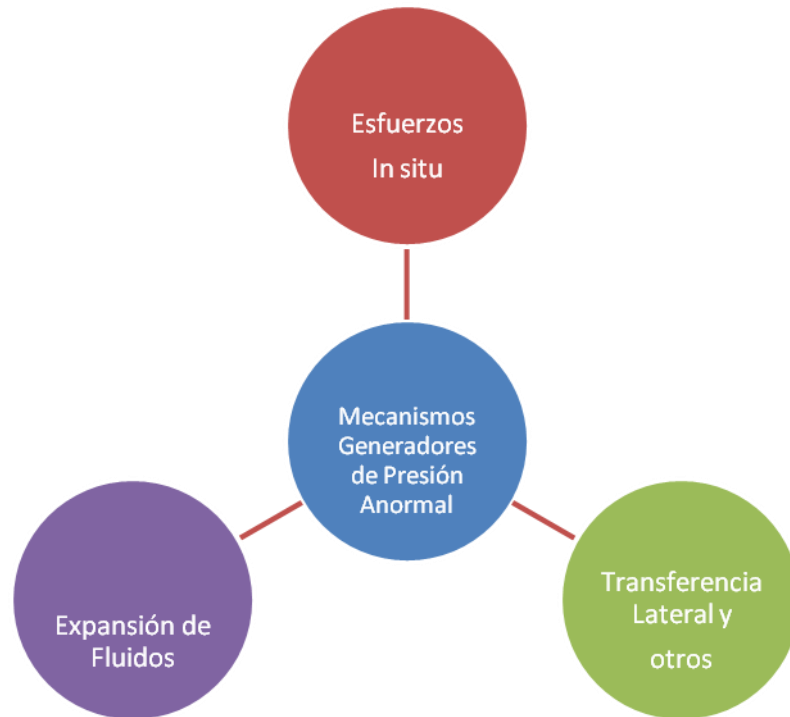 Esfuerzos
In situ
Mecanismos
Generadores
de Presión
Anormal
Expansión de
Fluidos
Transferencia
Lateral y
otros